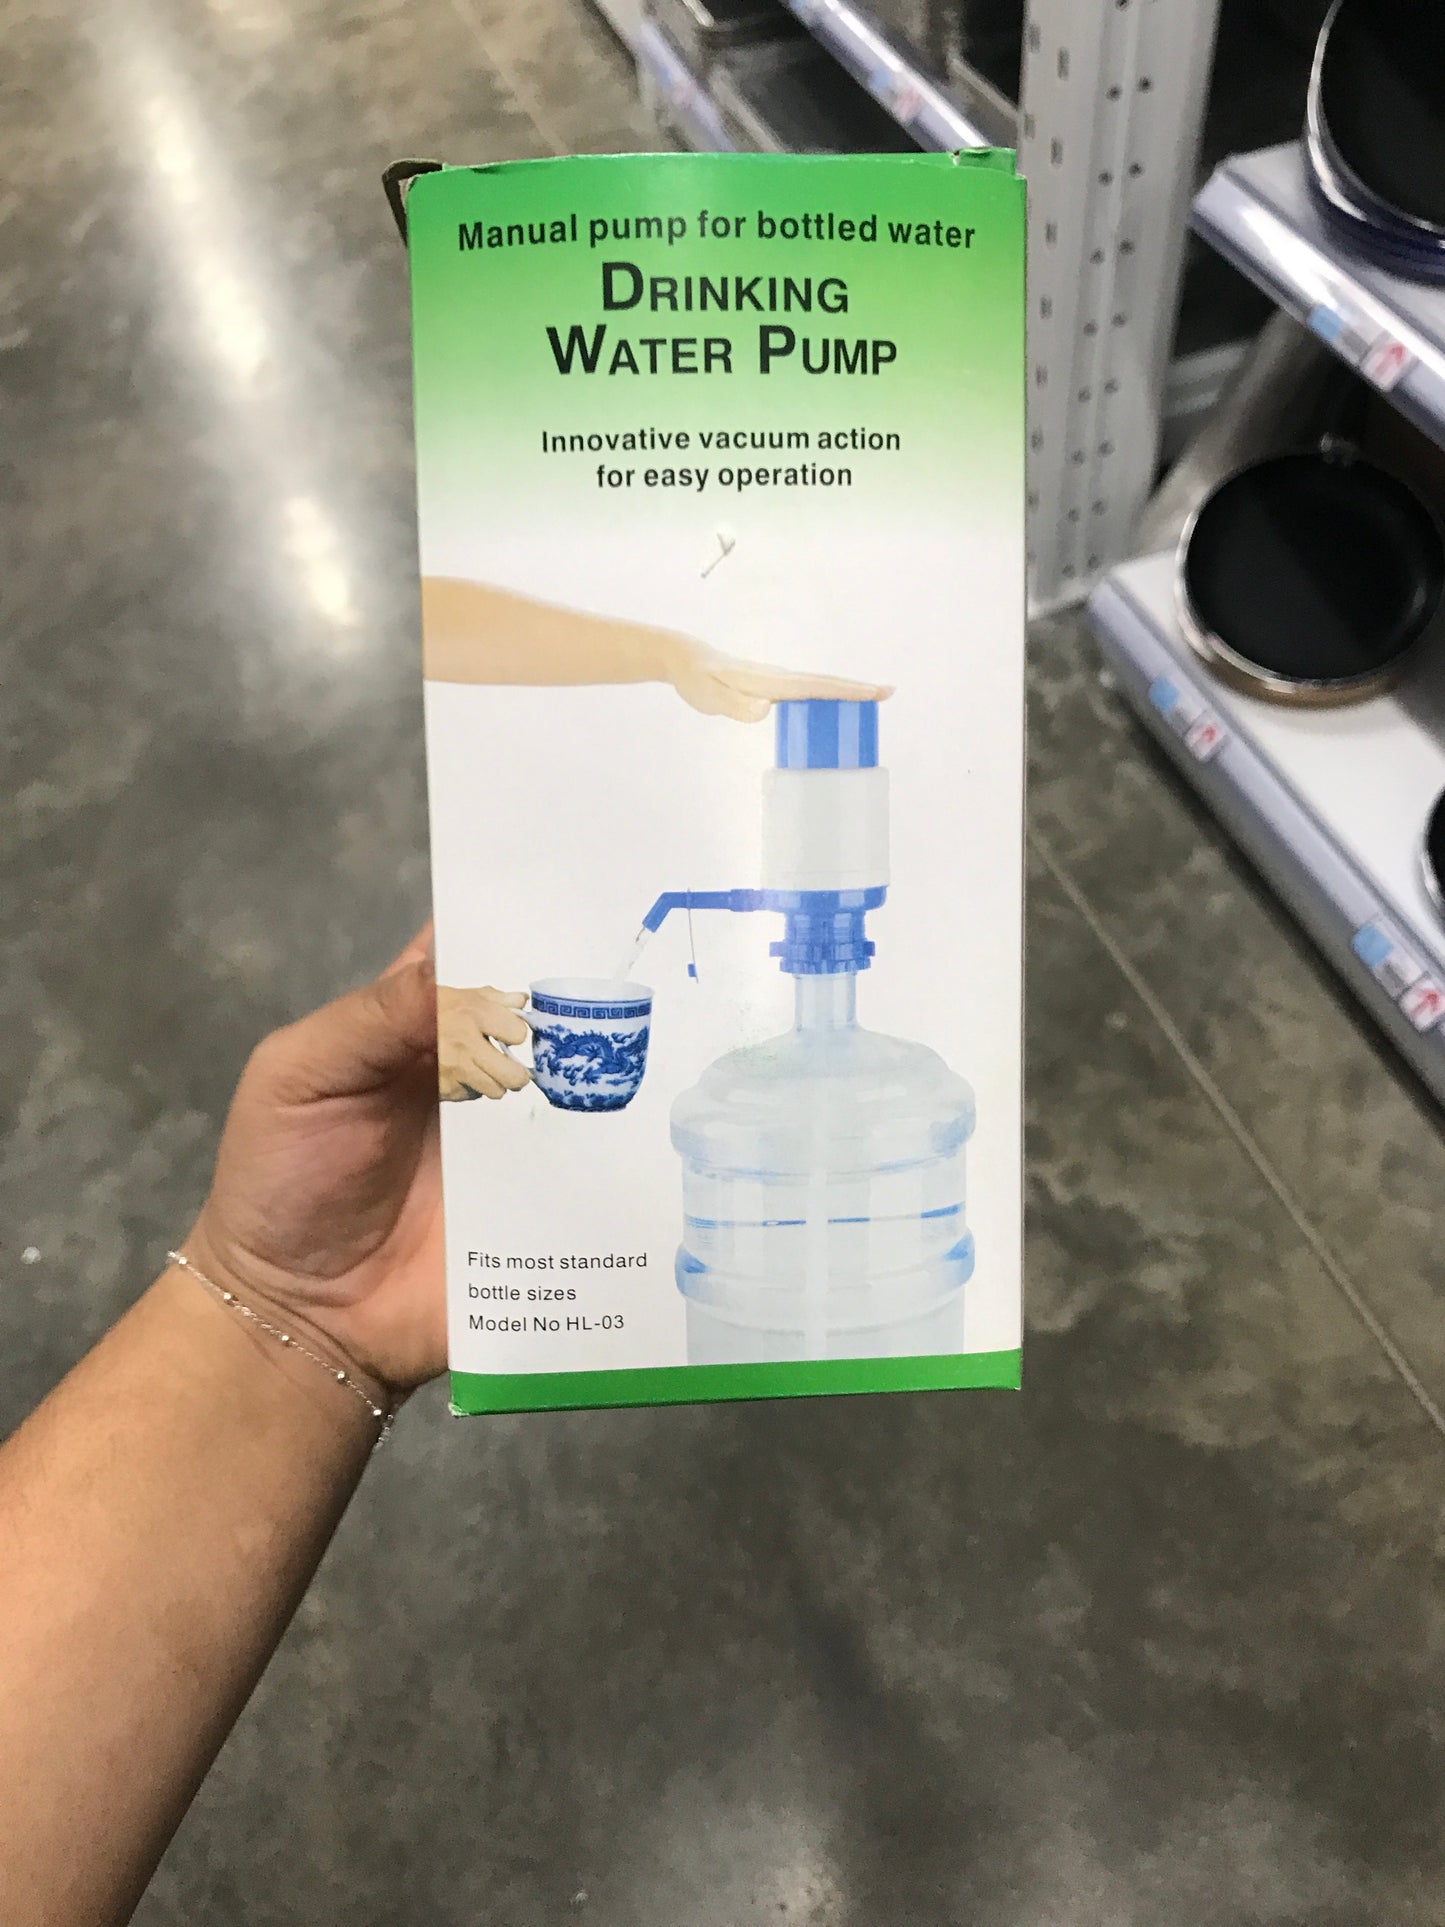 Manual pump for bottled water
DRINKING
WATER PUMP
Innovative vacuum action
for easy operation
Fits most standard
bottle sizes
Model No HL-03